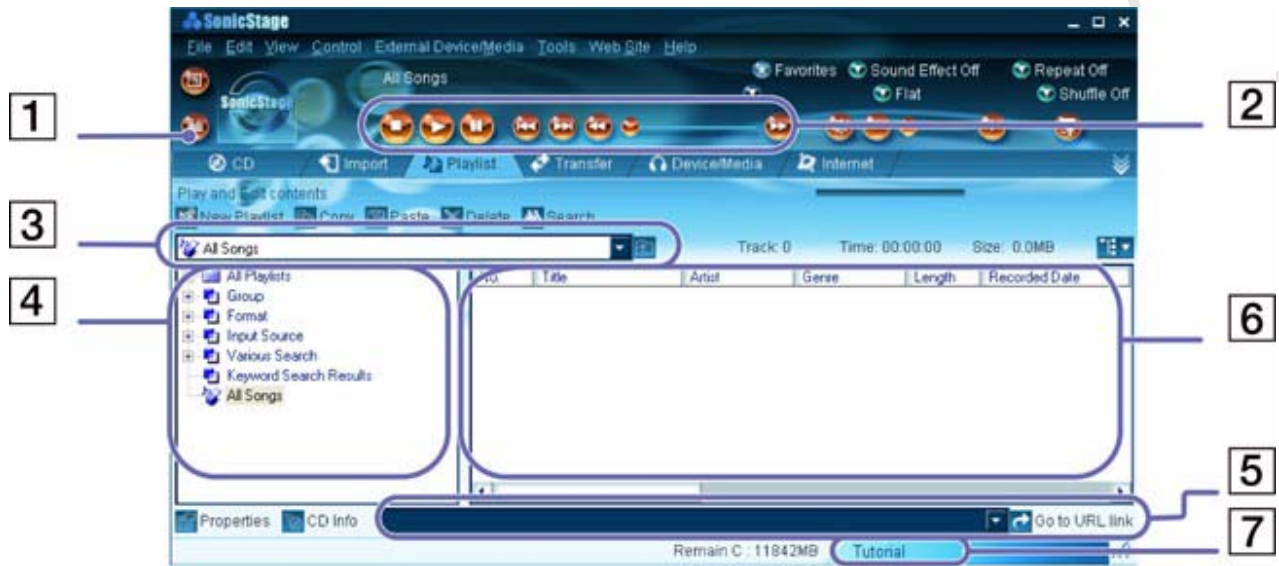 SonicStage
File Edit View Control External Device/Media Tools Web Site Help
All Songs
Favorites Sound Effect Off Repeat Off
SonicStage
Flat Shuffle Off
1
2
CD Import Playlist Transfer Device/Media Internet
Play and Edit contents
New Playlist Copy Paste Delete Search
3
All Songs
Track: 0 Time: 00:00:00 Size: 0.0MB
4
All Playlists
No. Title Artist Genre Length Recorded Date
Group
Format
6
Input Source
Various Search
Keyword Search Results
All Songs
5
Properties CD Info Go to URL link
7
Remain C : 11842MB Tutorial